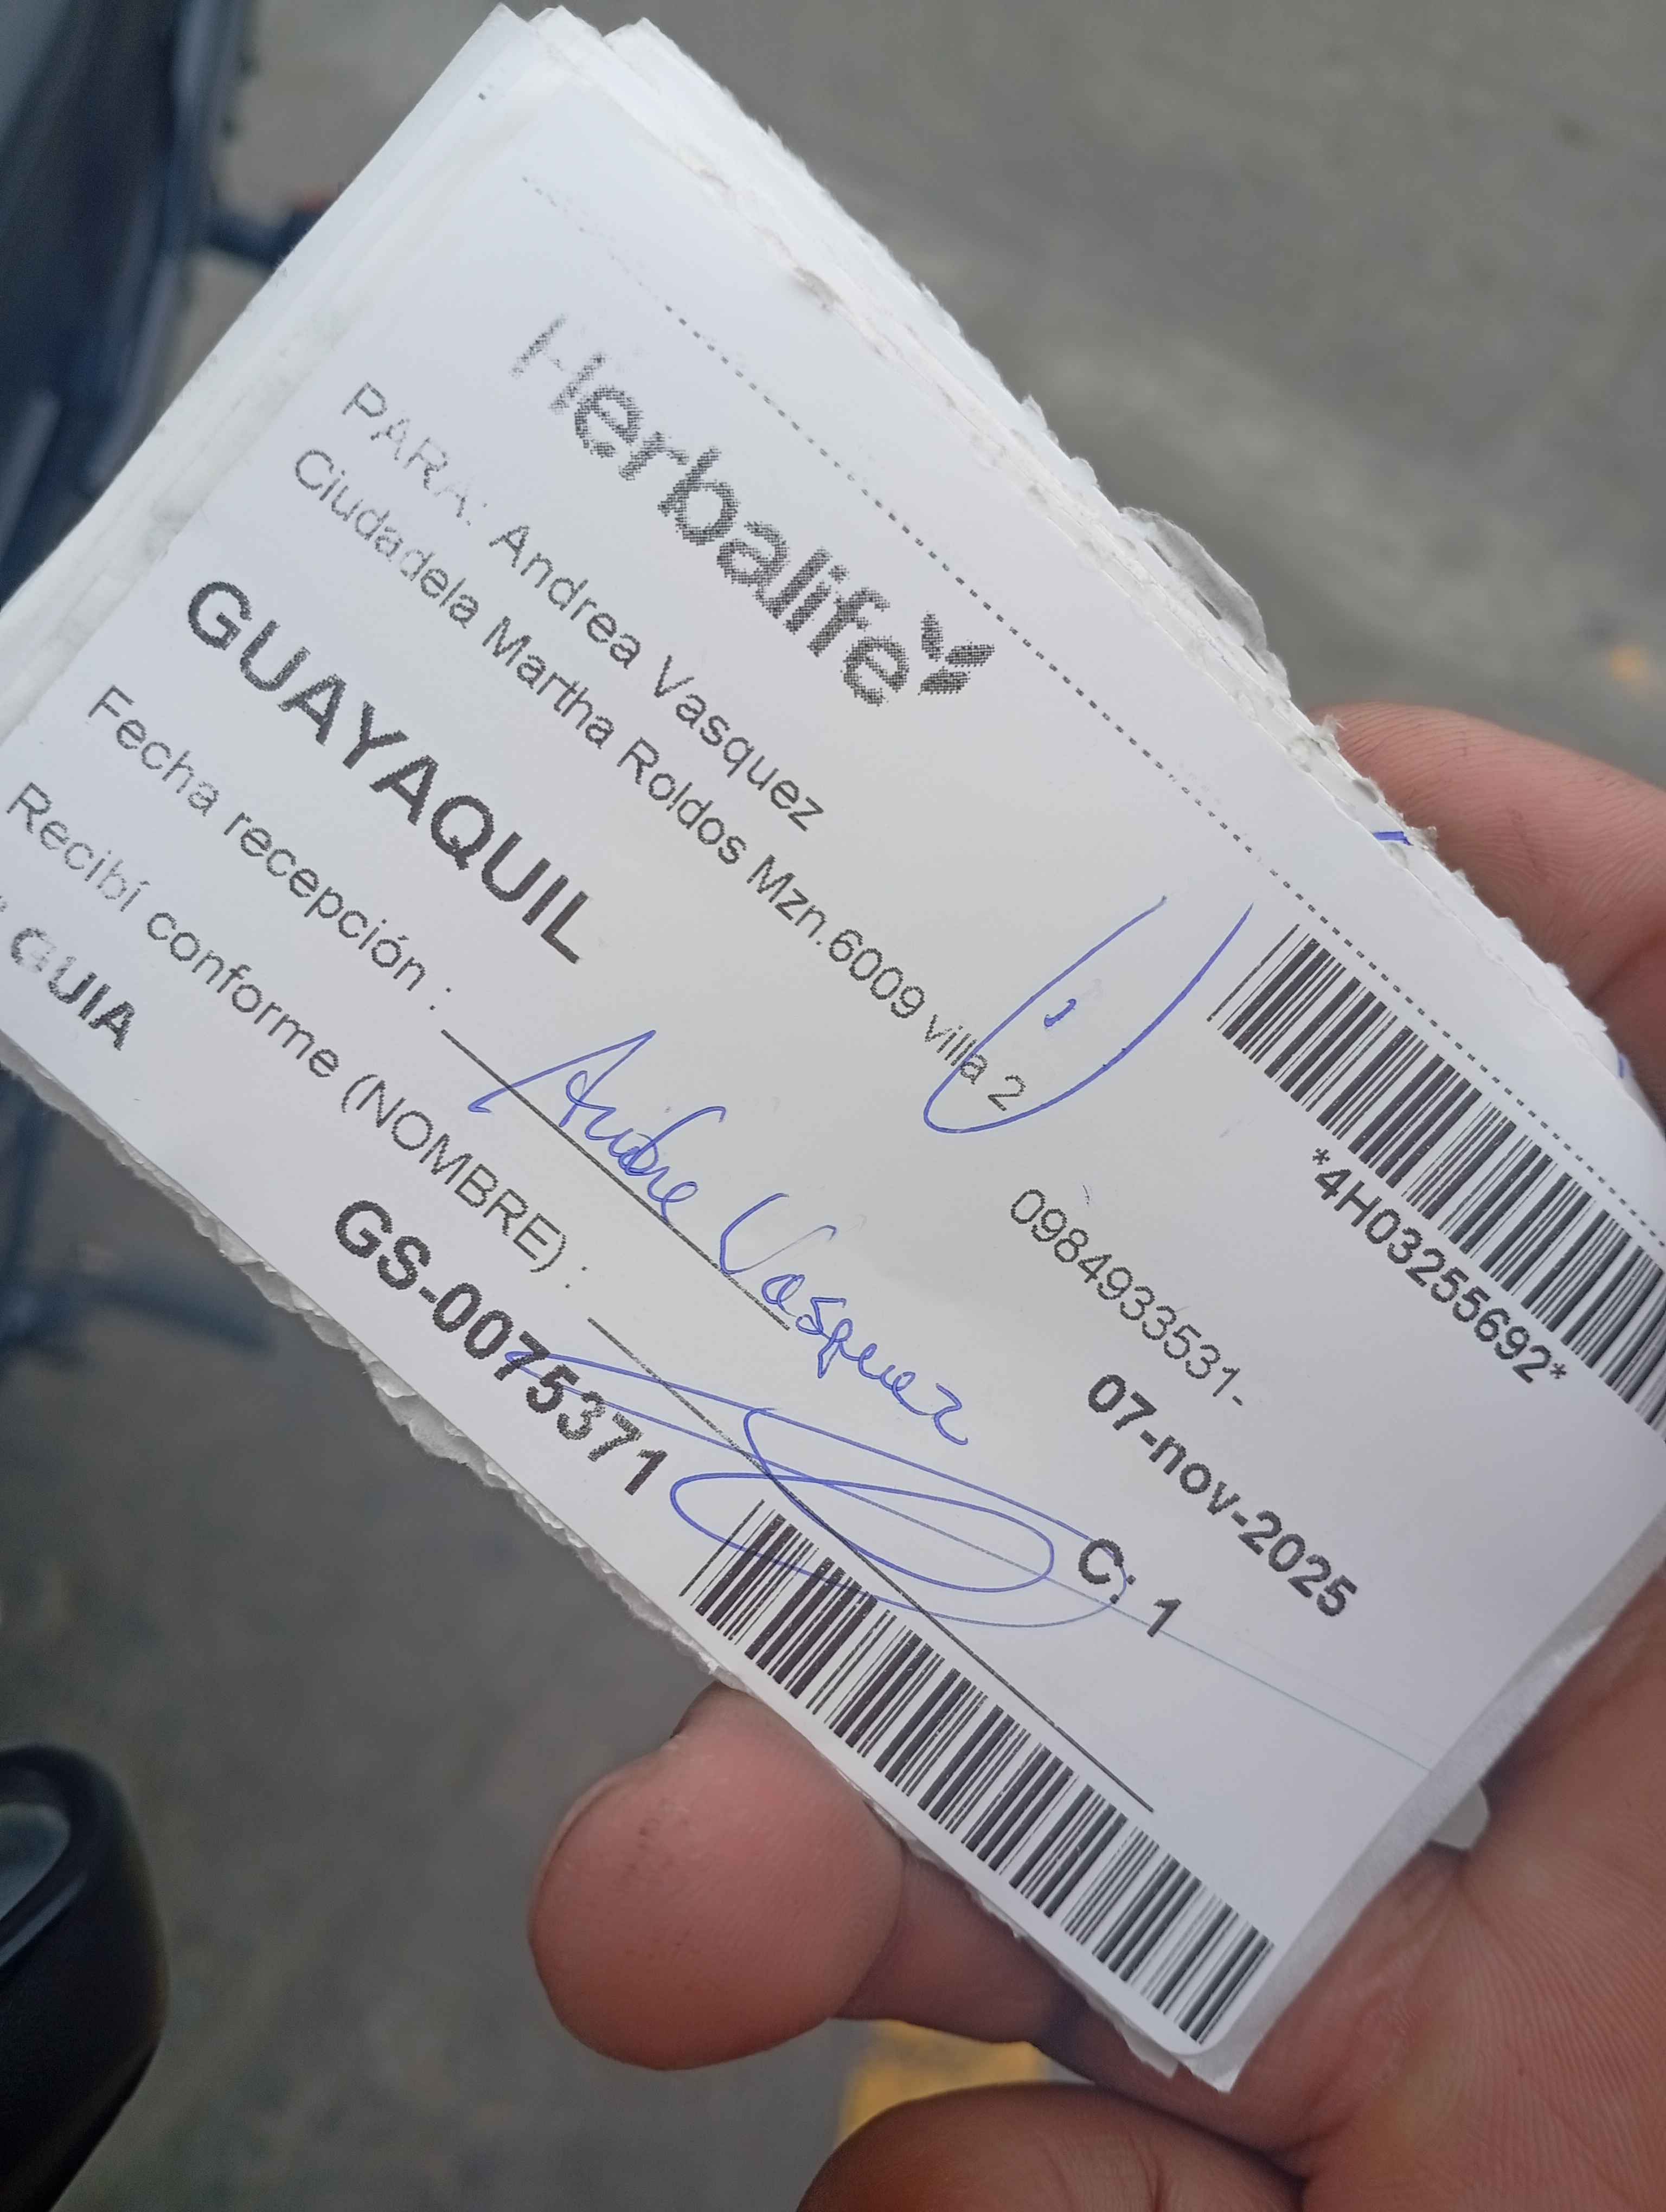 Herbalife
*4H03255692*
PARA: Andrea Vasquez
Ciudadela Martha Roldos Mzn.6009 villa 2
0984933531-
GUAYAQUIL
07-nov-2025
Fecha recepción :
Andre Vasquez
C: 1
Recibí conforme (NOMBRE) :
GUIA
GS-0075371